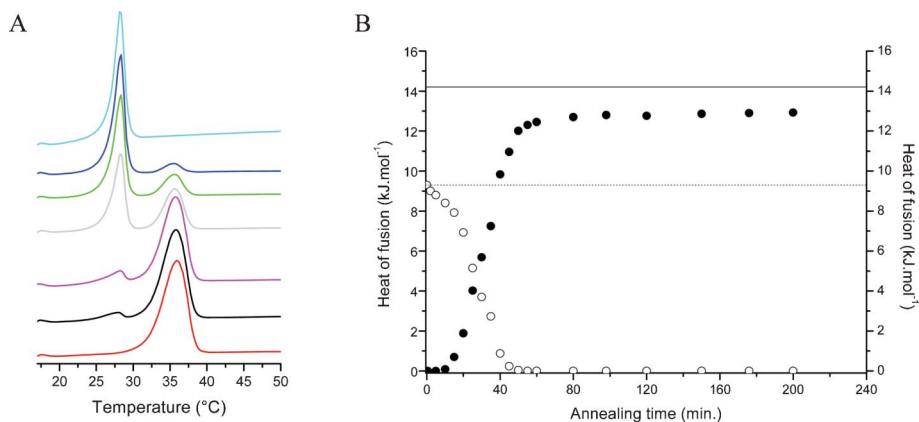 A
20 25 30 35 40 45 50
Temperature (°C)
B
16 16
14 14
12 12
10 10
8 8
6 6
4 4
2 2
0 0
0 40 80 120 160 200 240
Annealing time (min.)
Heat of fusion (kJ.mol⁻¹)
Heat of fusion (kJ.mol⁻¹)